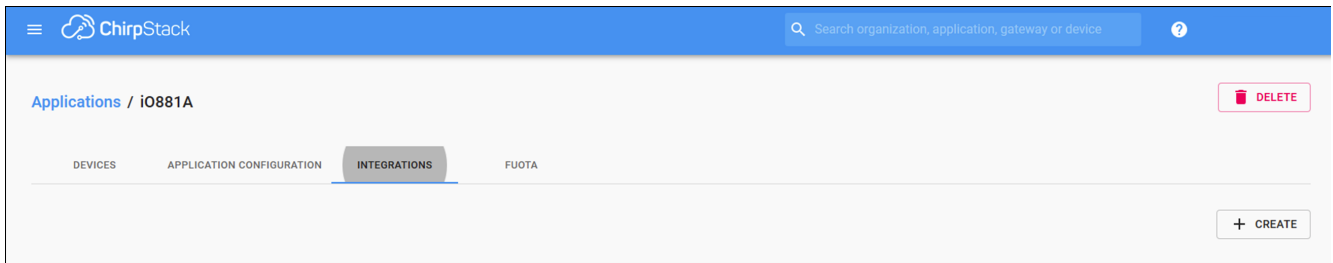 ChirpStack Search organization, application, gateway or device ?
Applications / iO881A DELETE
DEVICES APPLICATION CONFIGURATION INTEGRATIONS FUOTA
+ CREATE